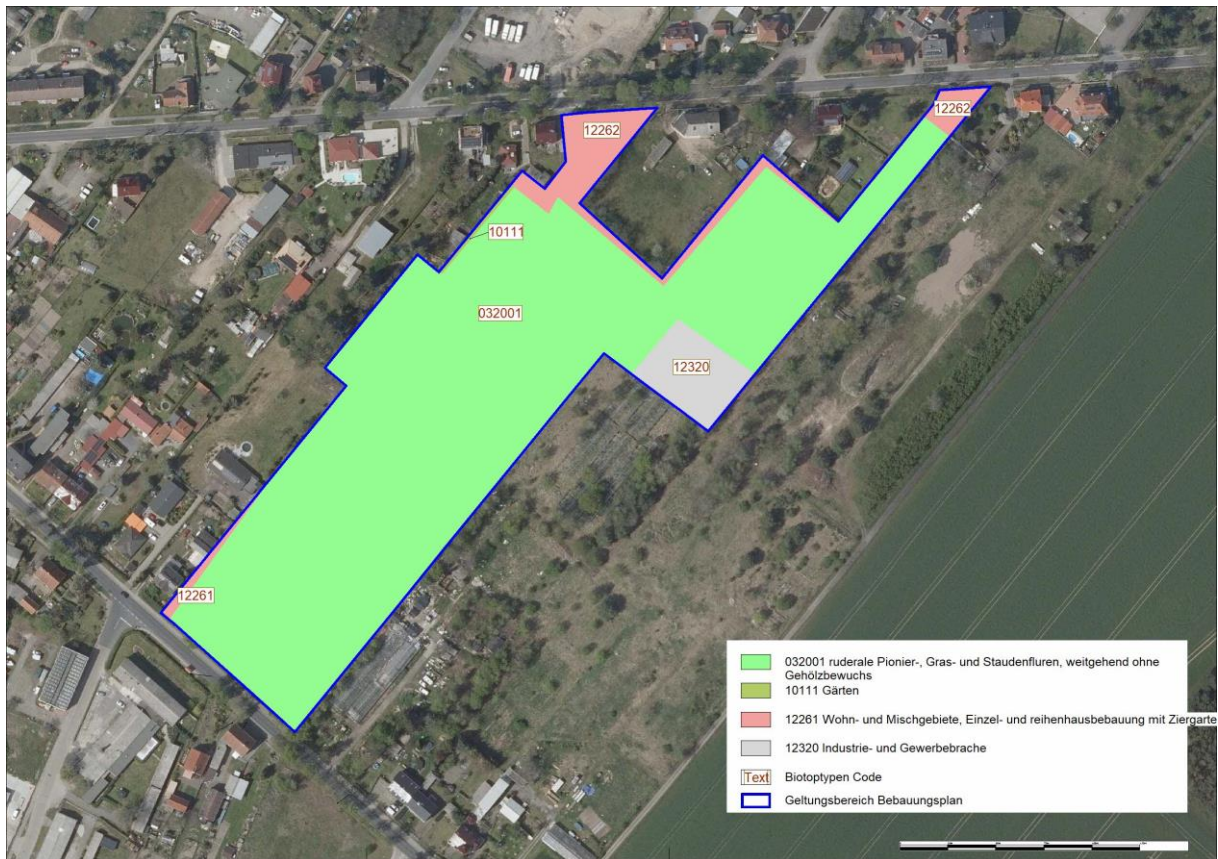 12262
12262
10111
032001
12320
12261
032001 ruderale Pionier-, Gras- und Staudenfluren, weitgehend ohne
Gehölzbewuchs
10111 Gärten
12261 Wohn- und Mischgebiete, Einzel- und reihenhausbebauung mit Ziergarte
12320 Industrie- und Gewerbebrache
Text Biotoptypen Code
Geltungsbereich Bebauungsplan